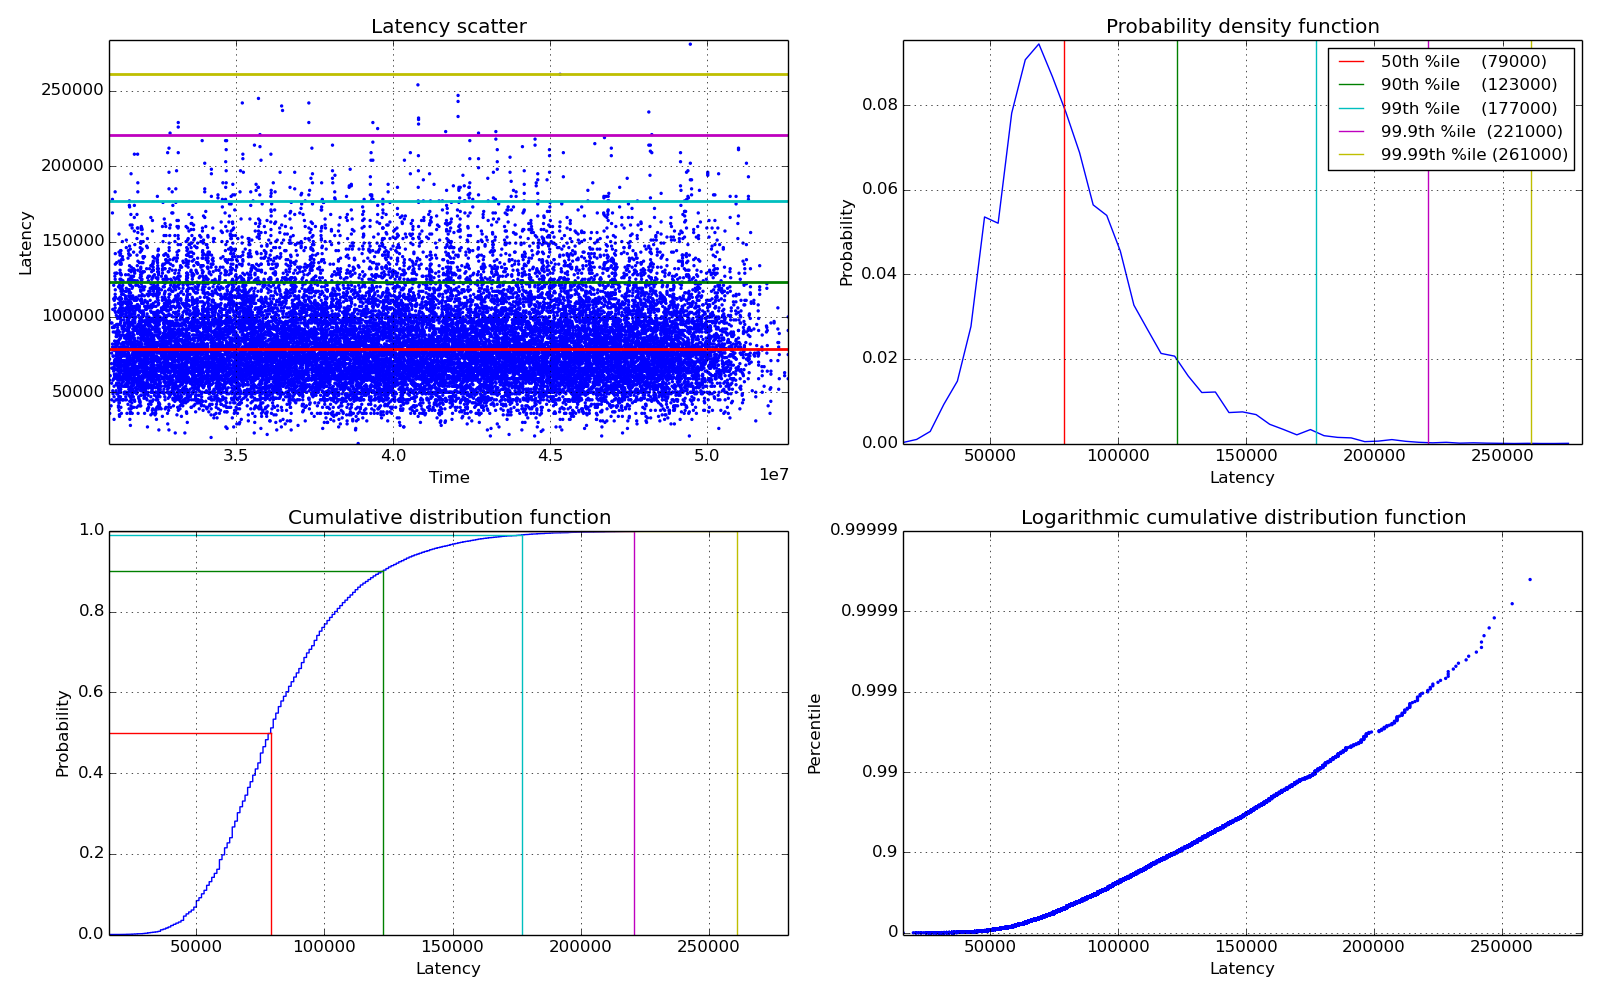 Latency scatter
250000
200000
150000
100000
50000
Latency
3.5
4.0
4.5
5.0
1e7
Time
Probability density function
50th %ile (79000)
90th %ile (123000)
99th %ile (177000)
99.9th %ile (221000)
99.99th %ile (261000)
0.08
0.06
0.04
0.02
0.00
Probability
50000
100000
150000
200000
250000
Latency
Cumulative distribution function
1.0
0.8
0.6
0.4
0.2
0.0
Probability
50000
100000
150000
200000
250000
Latency
Logarithmic cumulative distribution function
0.99999
0.9999
0.999
0.99
0.9
0
Percentile
50000
100000
150000
200000
250000
Latency